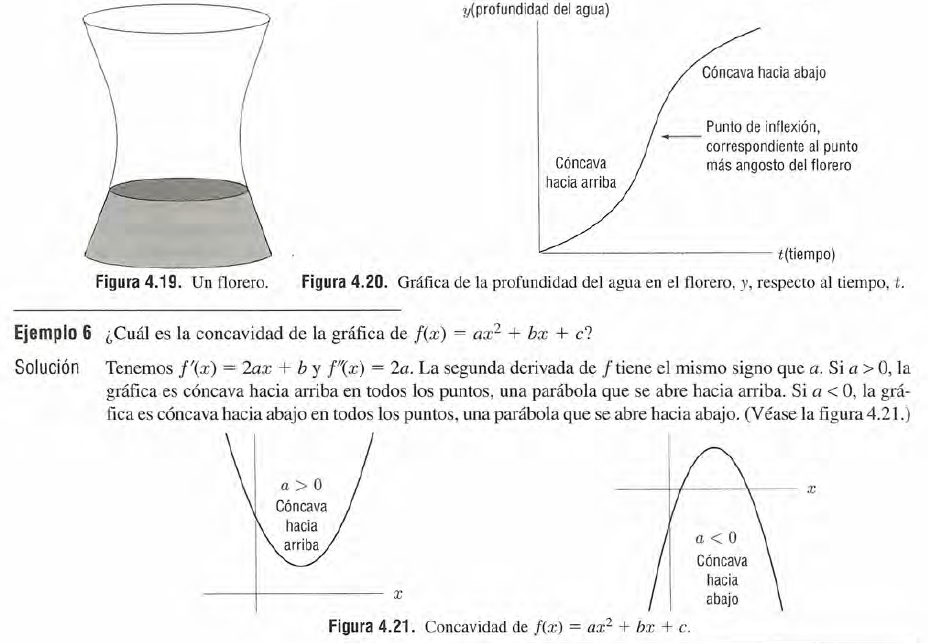 y(profundidad del agua)
Cóncava hacia abajo
Punto de inflexión,
correspondiente al punto
más angosto del florero
Cóncava
hacia arriba
t(tiempo)
Figura 4.19. Un florero.
Figura 4.20. Gráfica de la profundidad del agua en el florero, y, respecto al tiempo, t.
Ejemplo 6 ¿Cuál es la concavidad de la gráfica de f(x) = ax² + bx + c?
Solución Tenemos f′(x) = 2ax + b y f″(x) = 2a. La segunda derivada de f tiene el mismo signo que a. Si a > 0, la
gráfica es cóncava hacia arriba en todos los puntos, una parábola que se abre hacia arriba. Si a < 0, la grá-
fica es cóncava hacia abajo en todos los puntos, una parábola que se abre hacia abajo. (Véase la figura 4.21.)
a > 0
Cóncava
hacia
arriba
x
x
a < 0
Cóncava
hacia
abajo
Figura 4.21. Concavidad de f(x) = ax² + bx + c.